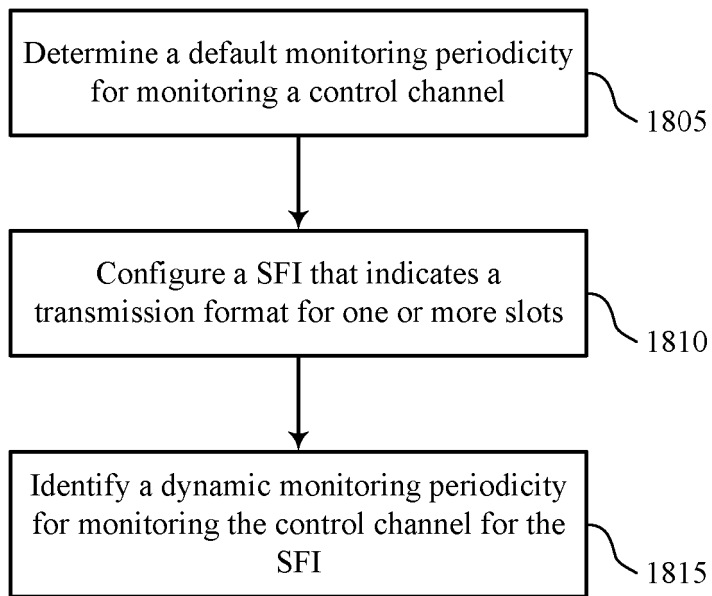 Determine a default monitoring periodicity
for monitoring a control channel
1805
Configure a SFI that indicates a
transmission format for one or more slots
1810
Identify a dynamic monitoring periodicity
for monitoring the control channel for the
SFI
1815